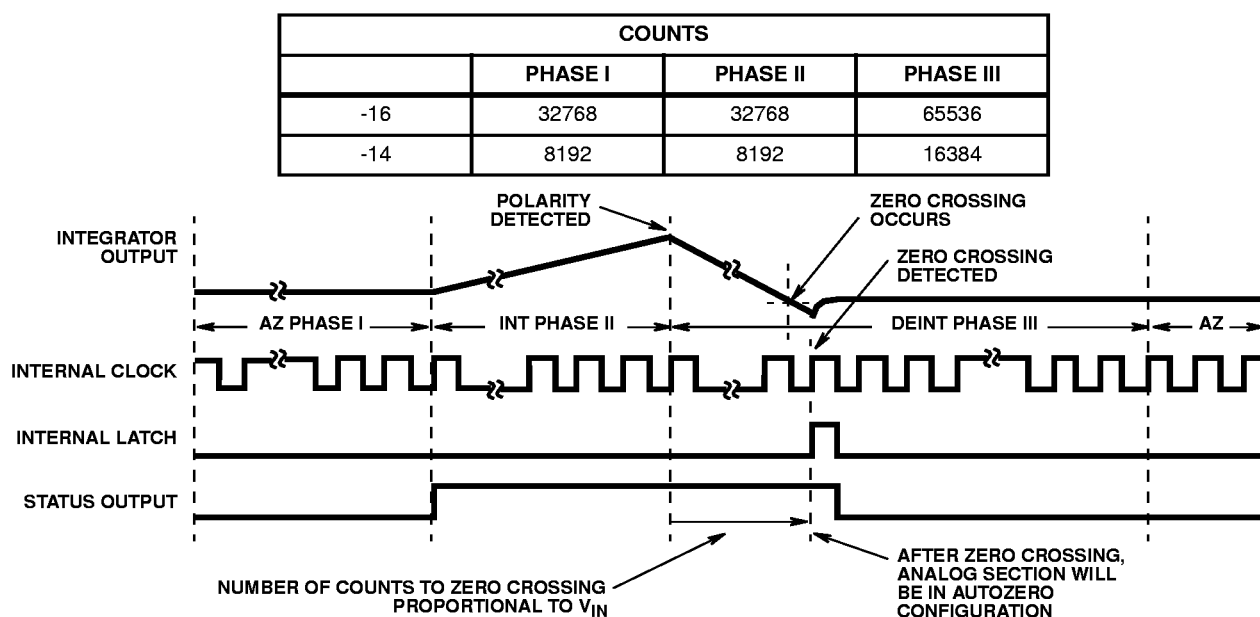 COUNTS
PHASE I PHASE II PHASE III
-16 32768 32768 65536
-14 8192 8192 16384
POLARITY
DETECTED
ZERO CROSSING
OCCURS
INTEGRATOR
OUTPUT
ZERO CROSSING
DETECTED
AZ PHASE I INT PHASE II DEINT PHASE III AZ
INTERNAL CLOCK
INTERNAL LATCH
STATUS OUTPUT
NUMBER OF COUNTS TO ZERO CROSSING
PROPORTIONAL TO VIN
AFTER ZERO CROSSING,
ANALOG SECTION WILL
BE IN AUTOZERO
CONFIGURATION